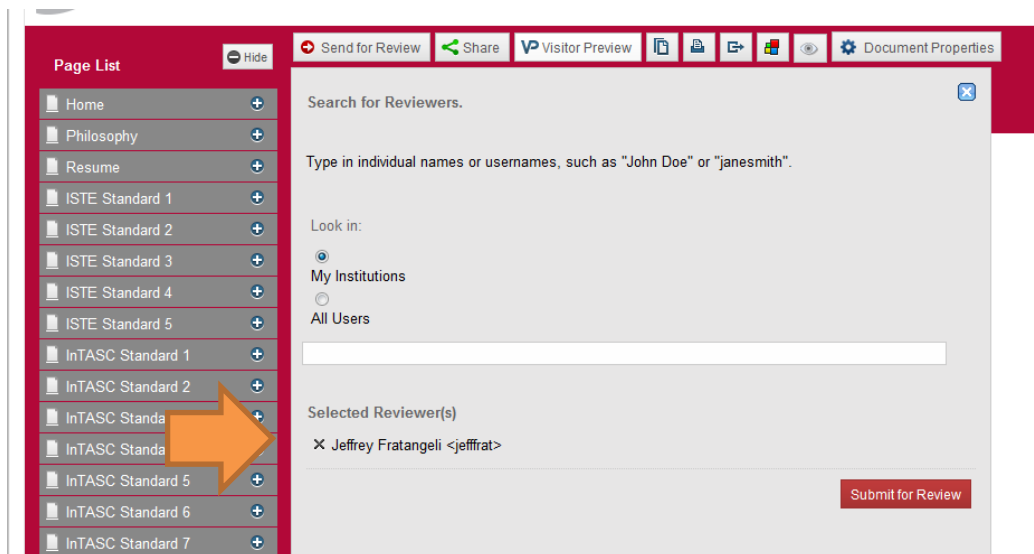 Page List
Hide
Send for Review
Share
VP Visitor Preview
Document Properties
Home
Philosophy
Resume
ISTE Standard 1
ISTE Standard 2
ISTE Standard 3
ISTE Standard 4
ISTE Standard 5
InTASC Standard 1
InTASC Standard 2
InTASC Standa
InTASC Standa
InTASC Standard 5
InTASC Standard 6
InTASC Standard 7
Search for Reviewers.
Type in individual names or usernames, such as "John Doe" or "janesmith".
Look in:
My Institutions
All Users
Selected Reviewer(s)
Jeffrey Fratangeli <jefffrat>
Submit for Review